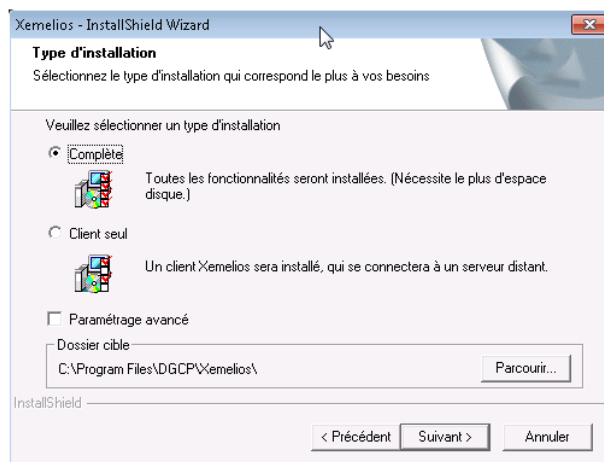 Xemelios - InstallShield Wizard
Type d'installation
Sélectionnez le type d'installation qui correspond le plus à vos besoins
Veuillez sélectionner un type d'installation
Complète
Toutes les fonctionnalités seront installées. (Nécessite le plus d'espace
disque.)
Client seul
Un client Xemelios sera installé, qui se connectera à un serveur distant.
Paramétrage avancé
Dossier cible
C:\Program Files\DGCP\Xemelios\
Parcourir...
InstallShield
< Précédent
Suivant >
Annuler